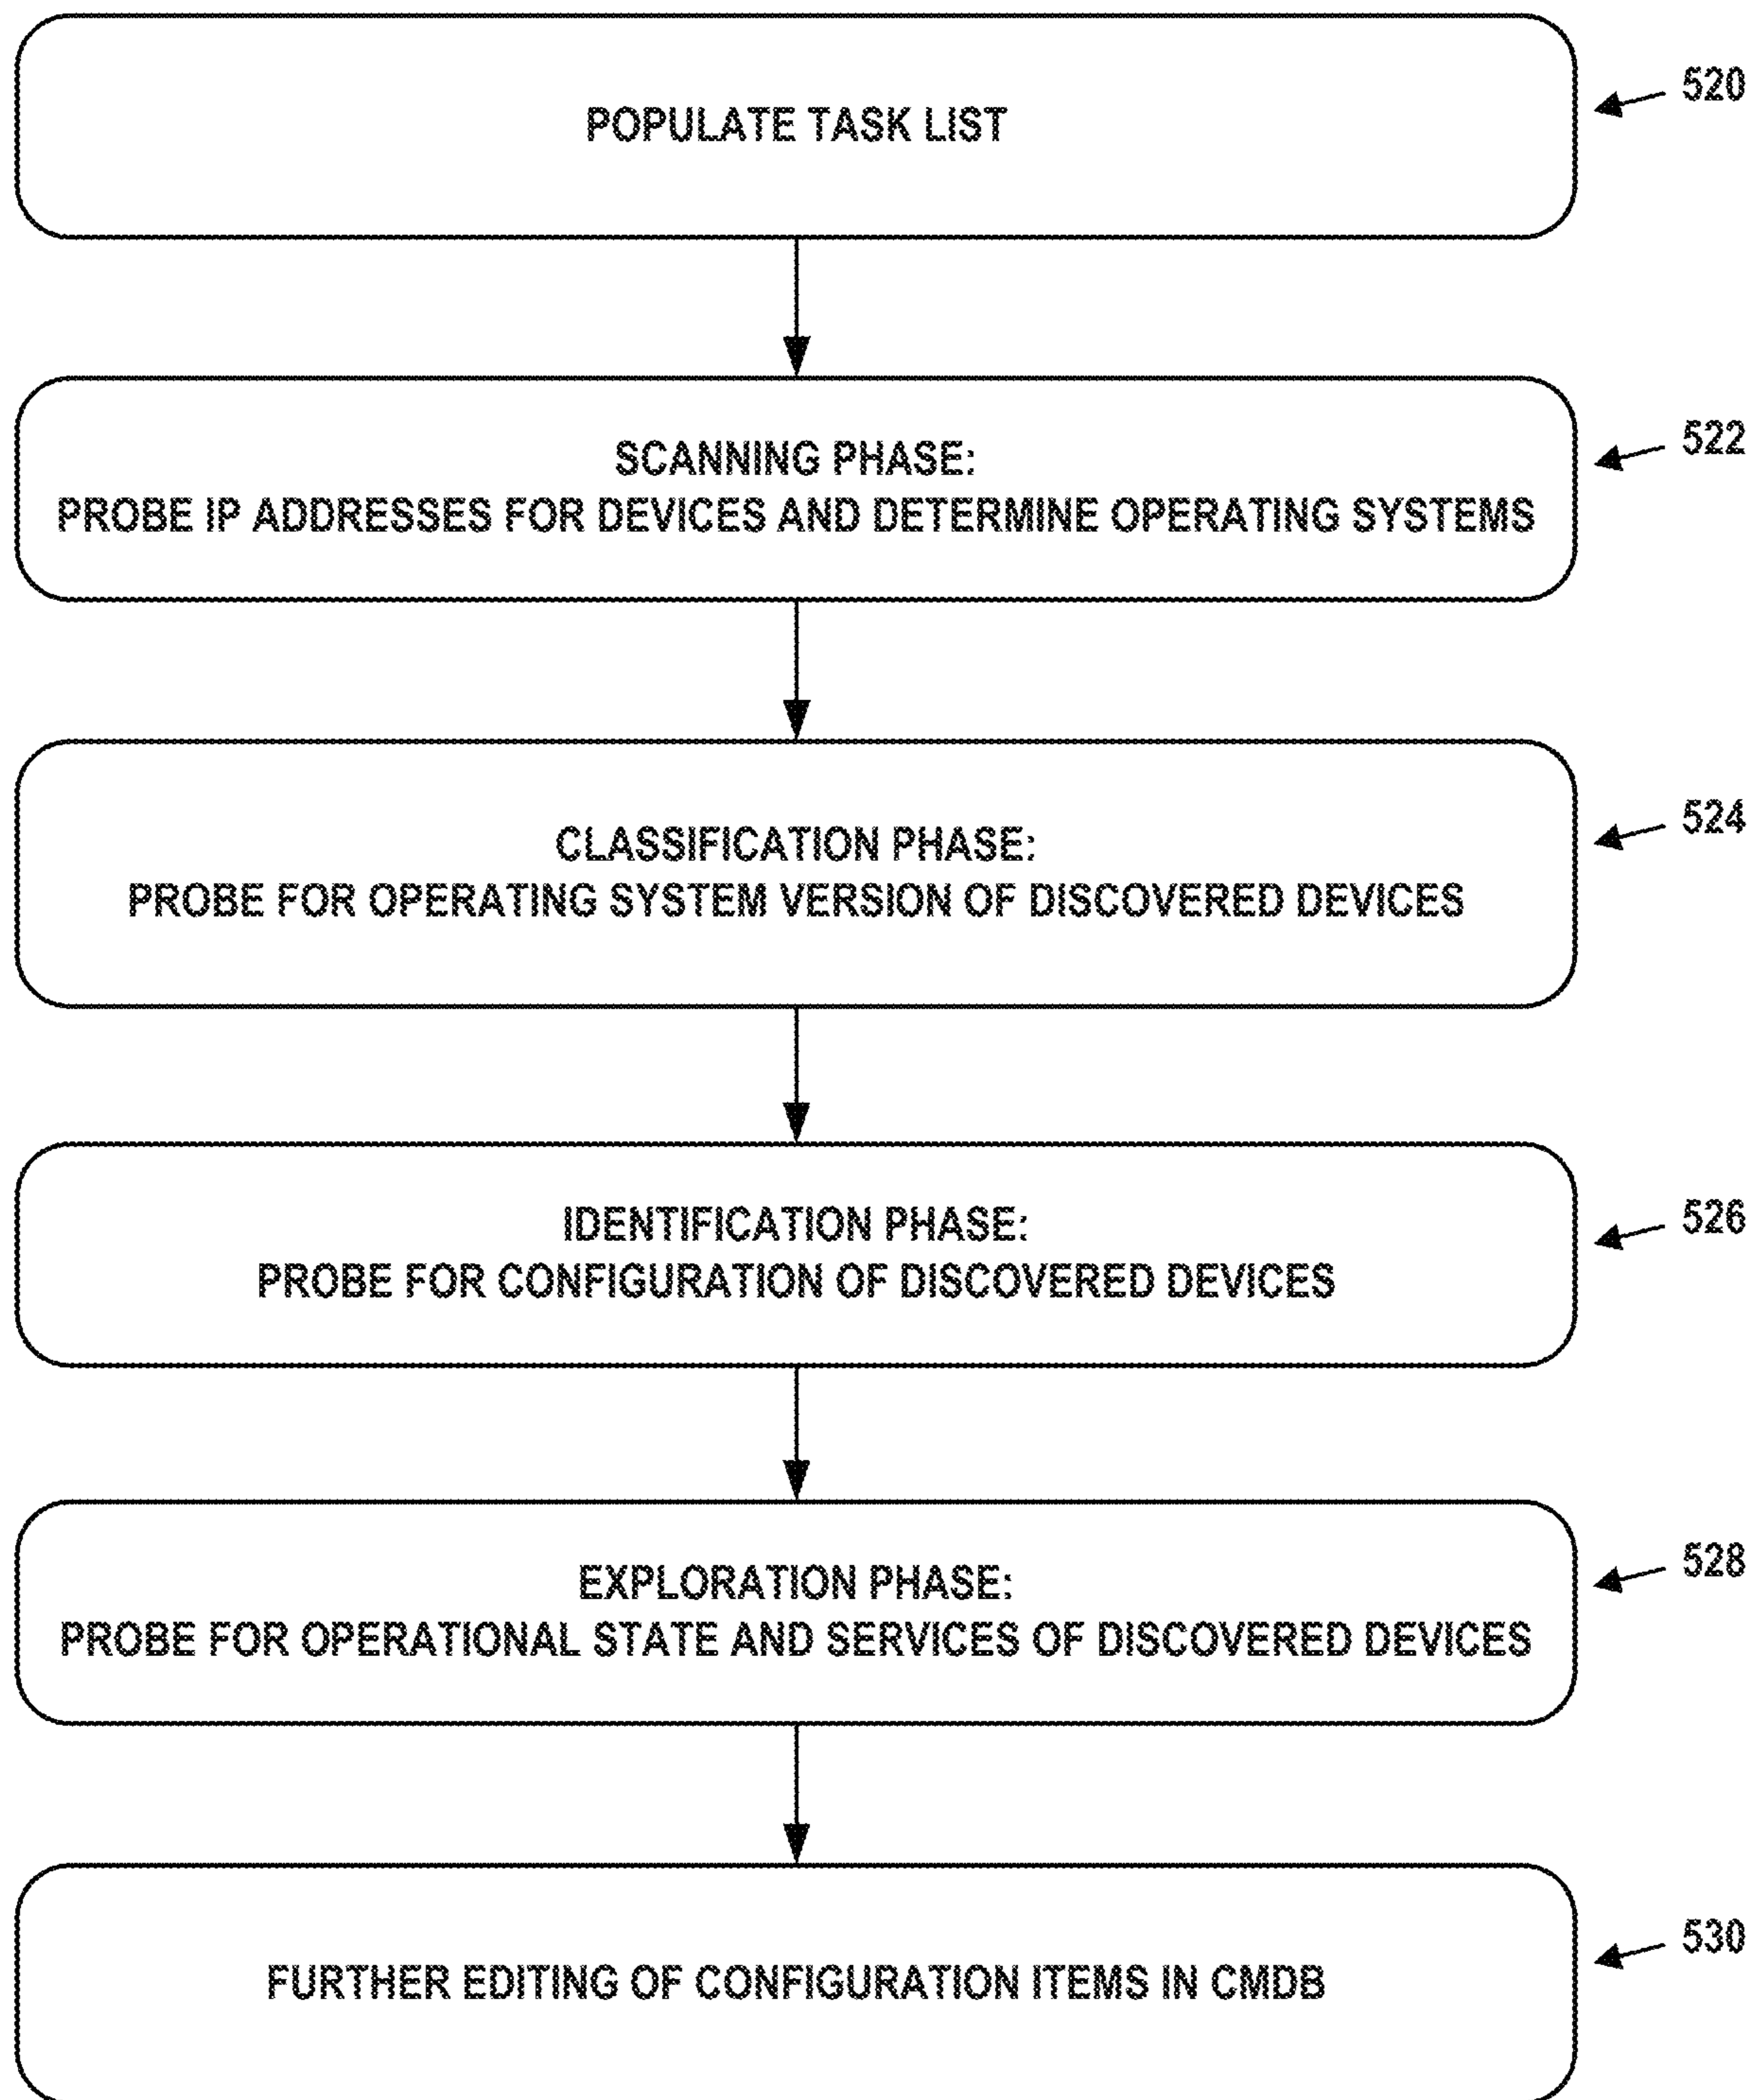 POPULATE TASK LIST
520
SCANNING PHASE:
PROBE IP ADDRESSES FOR DEVICES AND DETERMINE OPERATING SYSTEMS
522
CLASSIFICATION PHASE:
PROBE FOR OPERATING SYSTEM VERSION OF DISCOVERED DEVICES
524
IDENTIFICATION PHASE:
PROBE FOR CONFIGURATION OF DISCOVERED DEVICES
526
EXPLORATION PHASE:
PROBE FOR OPERATIONAL STATE AND SERVICES OF DISCOVERED DEVICES
528
FURTHER EDITING OF CONFIGURATION ITEMS IN CMDB
530